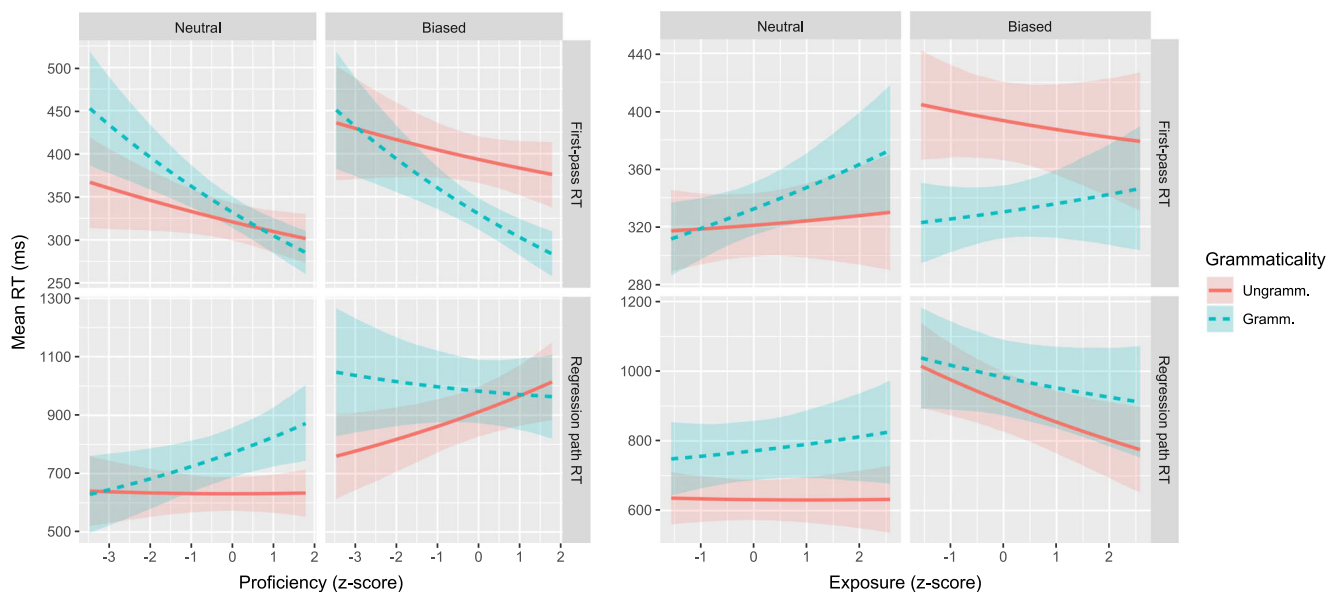 Neutral
Biased
Neutral
Biased
Mean RT (ms)
500
450
400
350
300
250
First-pass RT
440
400
360
320
280
First-pass RT
1300
1100
900
700
500
Regression path RT
1200
1000
800
600
Regression path RT
-3 -2 -1 0 1 2
-3 -2 -1 0 1 2
-1 0 1 2
-1 0 1 2
Proficiency (z-score)
Exposure (z-score)
Grammaticality
Ungramm.
Gramm.